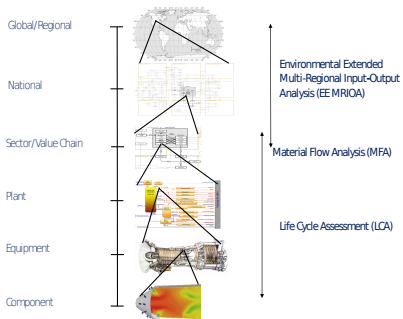 Global/Regional
National
Sector/Value Chain
Plant
Equipment
Component
Environmental Extended
Multi-Regional Input-Output
Analysis (EE MRIOA)
Material Flow Analysis (MFA)
Life Cycle Assessment (LCA)